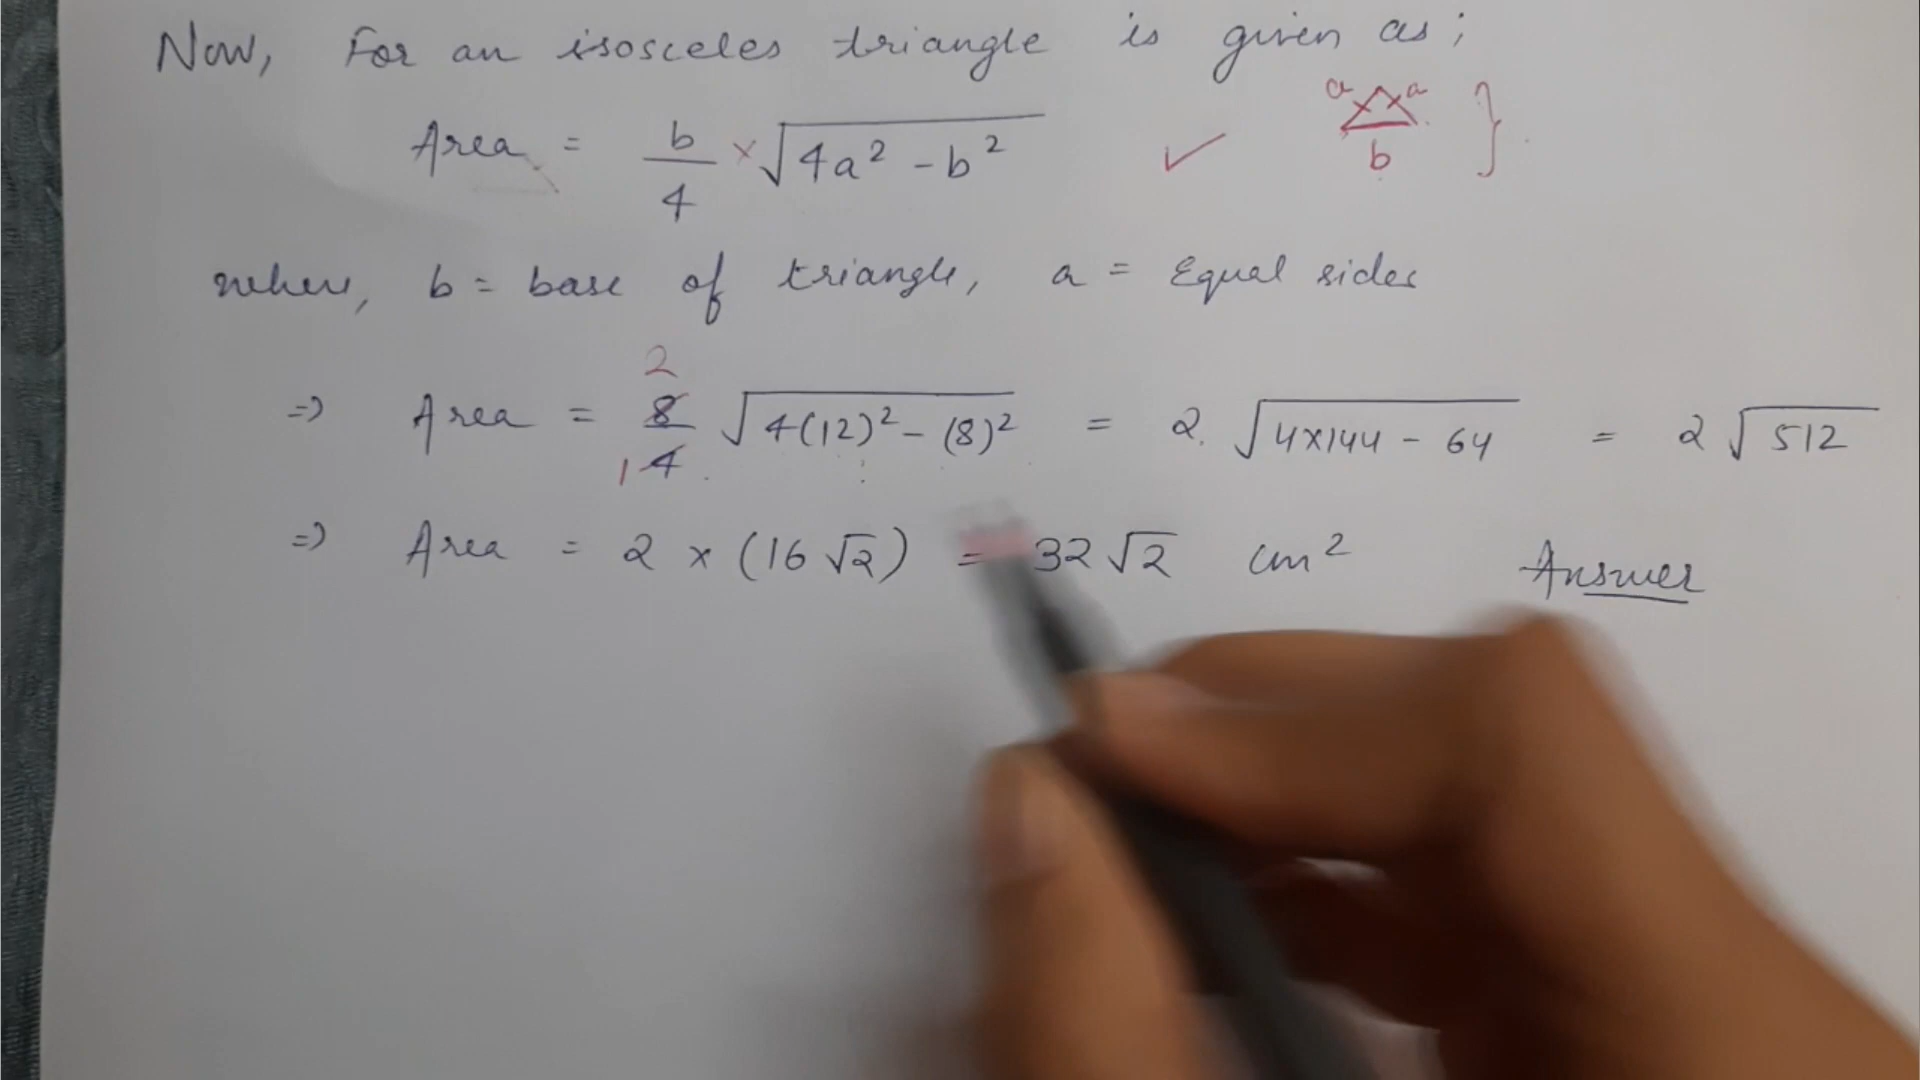 Now, For an isosceles triangle is given as;
Area = b/4 × √(4a² - b²) ✓ a a b }
where, b = base of triangle, a = Equal sides
⇒ Area = 8/4 √(4(12)² - (8)²) = 2 √(4×144 - 64) = 2 √512
2
1
⇒ Area = 2 × (16√2) = 32√2 cm² Answer